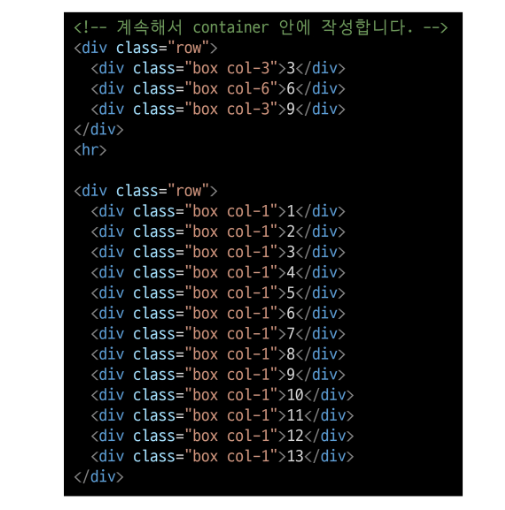 <!-- 계속해서 container 안에 작성합니다. -->
<div class="row">
  <div class="box col-3">3</div>
  <div class="box col-6">6</div>
  <div class="box col-3">9</div>
</div>
<hr>

<div class="row">
  <div class="box col-1">1</div>
  <div class="box col-1">2</div>
  <div class="box col-1">3</div>
  <div class="box col-1">4</div>
  <div class="box col-1">5</div>
  <div class="box col-1">6</div>
  <div class="box col-1">7</div>
  <div class="box col-1">8</div>
  <div class="box col-1">9</div>
  <div class="box col-1">10</div>
  <div class="box col-1">11</div>
  <div class="box col-1">12</div>
  <div class="box col-1">13</div>
</div>